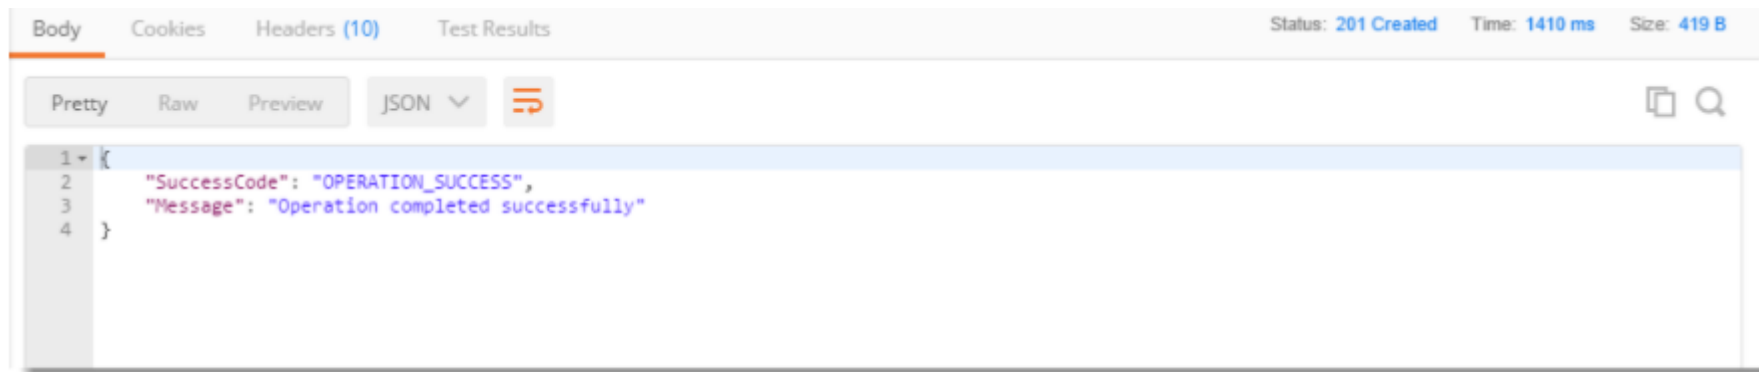 Body Cookies Headers (10) Test Results Status: 201 Created Time: 1410 ms Size: 419 B
Pretty Raw Preview JSON
1 {
2 "SuccessCode": "OPERATION_SUCCESS",
3 "Message": "Operation completed successfully"
4 }